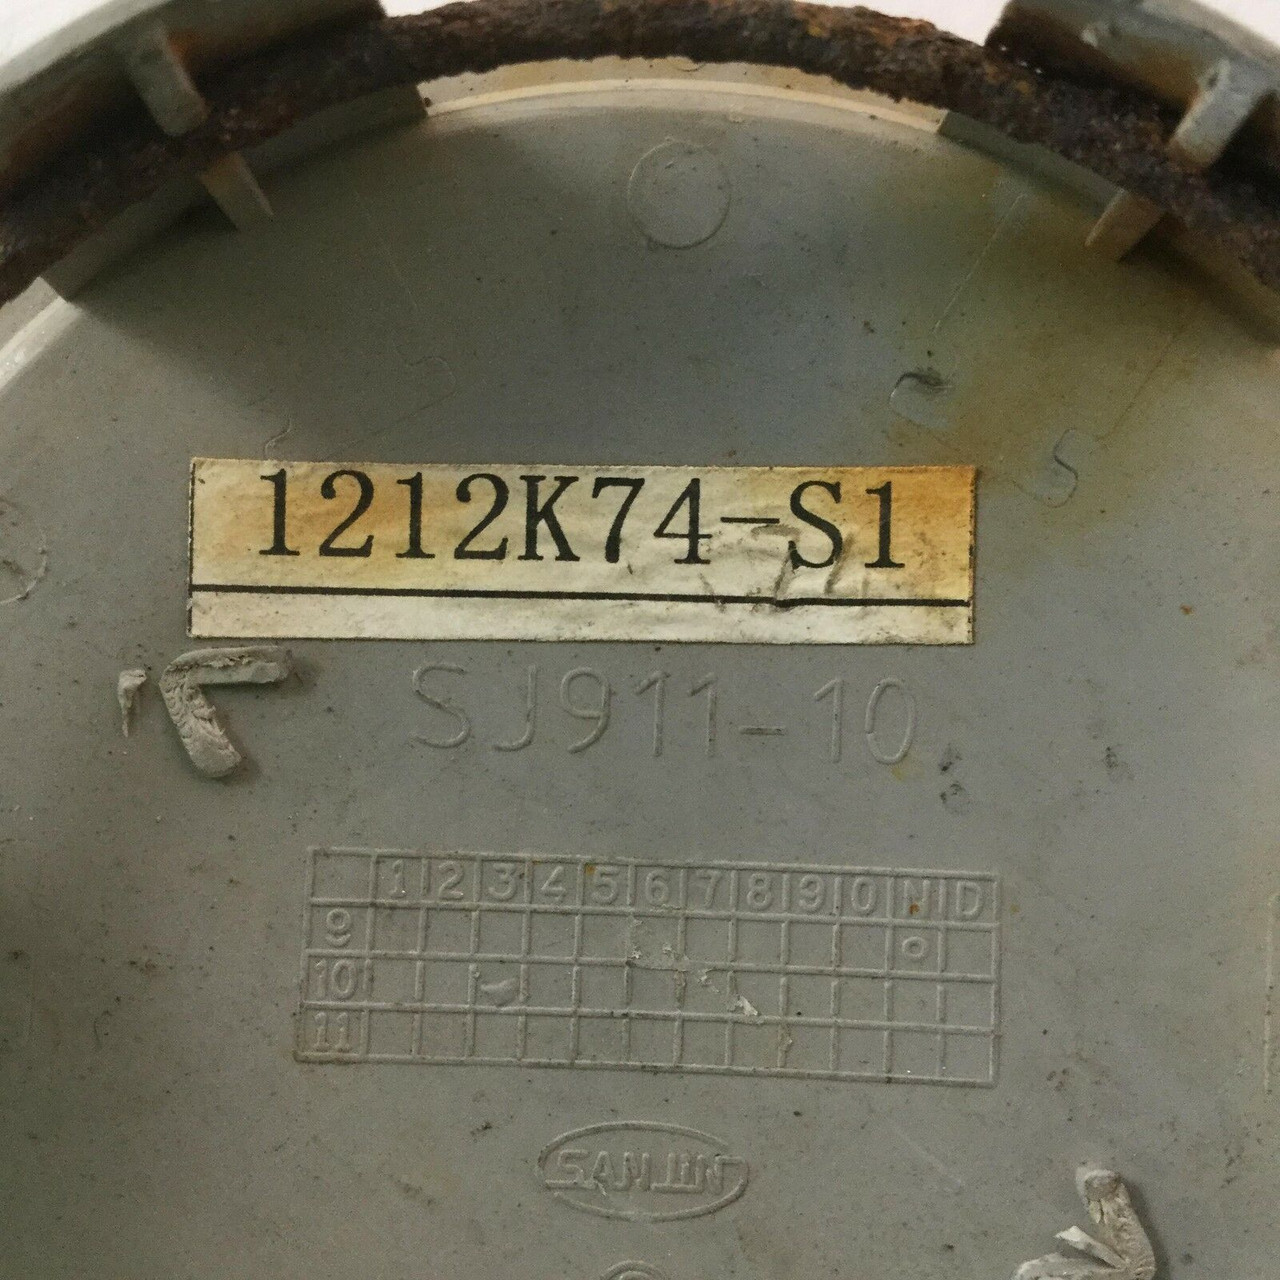 1212K74-S1
SJ911-10
1 2 3 4 5 6 7 8 9 0 N D
9
10
11
SANJIN